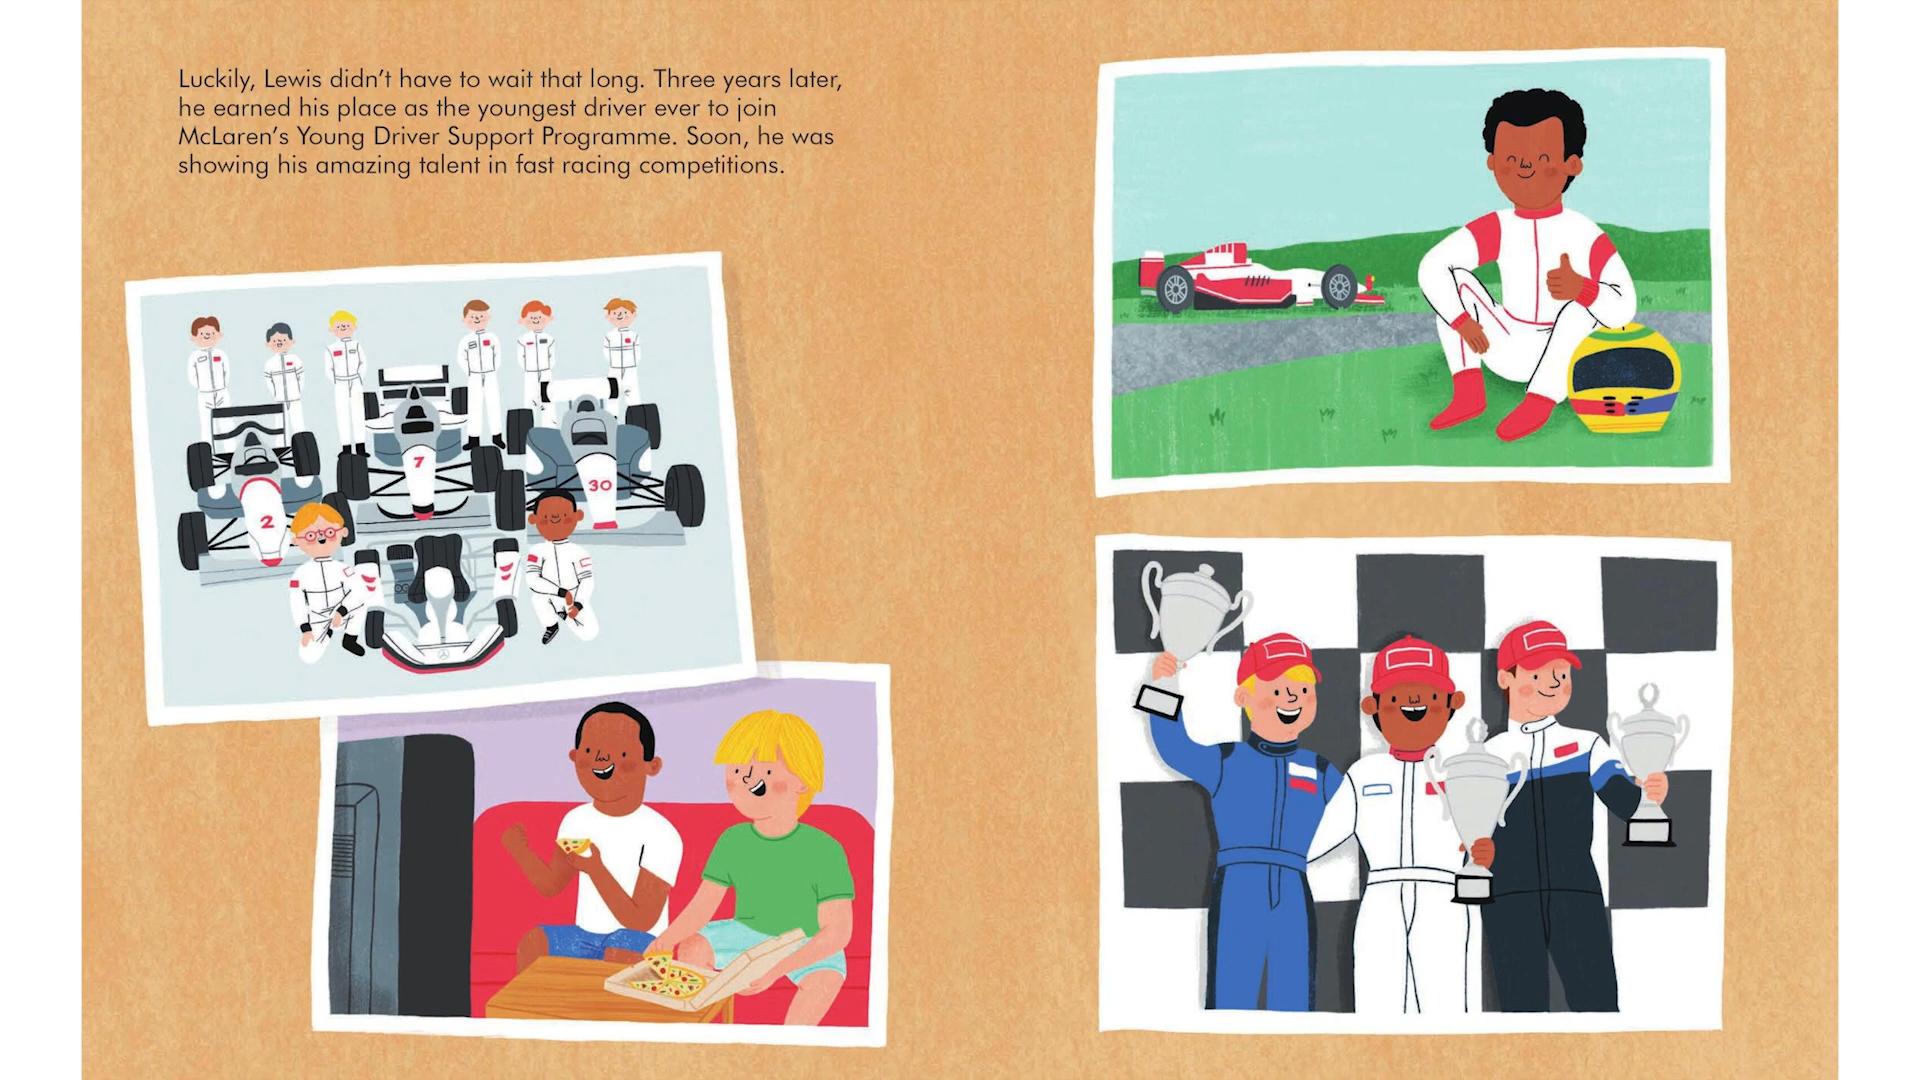 Luckily, Lewis didn’t have to wait that long. Three years later,
he earned his place as the youngest driver ever to join
McLaren’s Young Driver Support Programme. Soon, he was
showing his amazing talent in fast racing competitions.
7
30
2